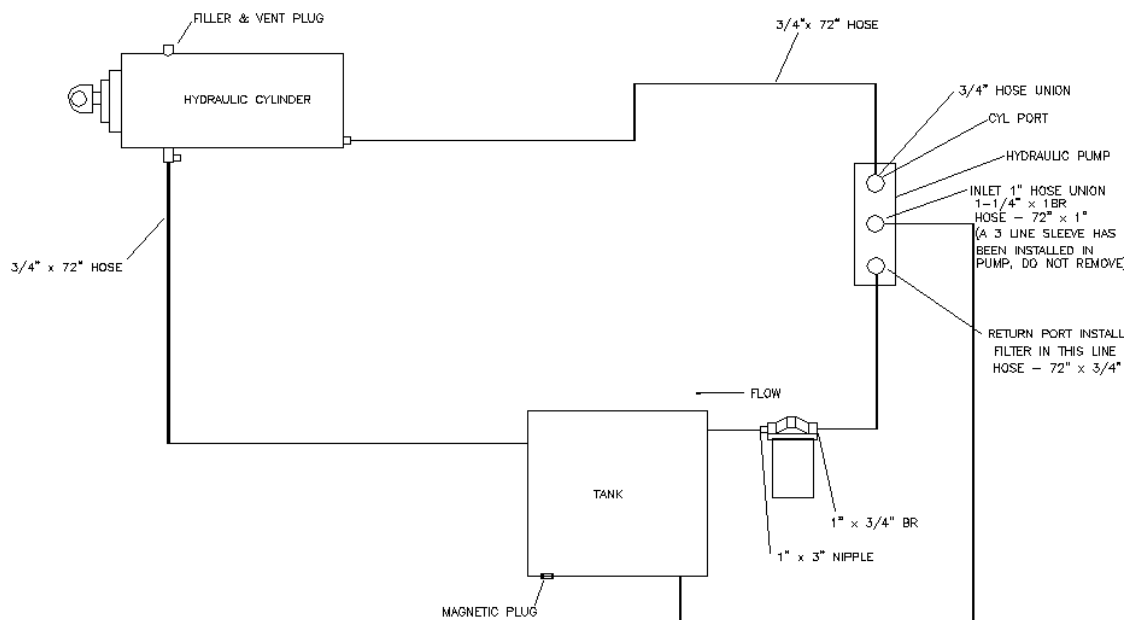 FILLER & VENT PLUG
3/4"x 72" HOSE
HYDRAULIC CYLINDER
3/4" HOSE UNION
CYL PORT
HYDRAULIC PUMP
INLET 1" HOSE UNION
1-1/4" x 1BR
HOSE - 72" x 1"
(A 3 LINE SLEEVE HAS
BEEN INSTALLED IN
PUMP, DO NOT REMOVE)
3/4" x 72" HOSE
RETURN PORT INSTALL
FILTER IN THIS LINE
HOSE - 72" x 3/4"
FLOW
TANK
1" x 3/4" BR
1" x 3" NIPPLE
MAGNETIC PLUG